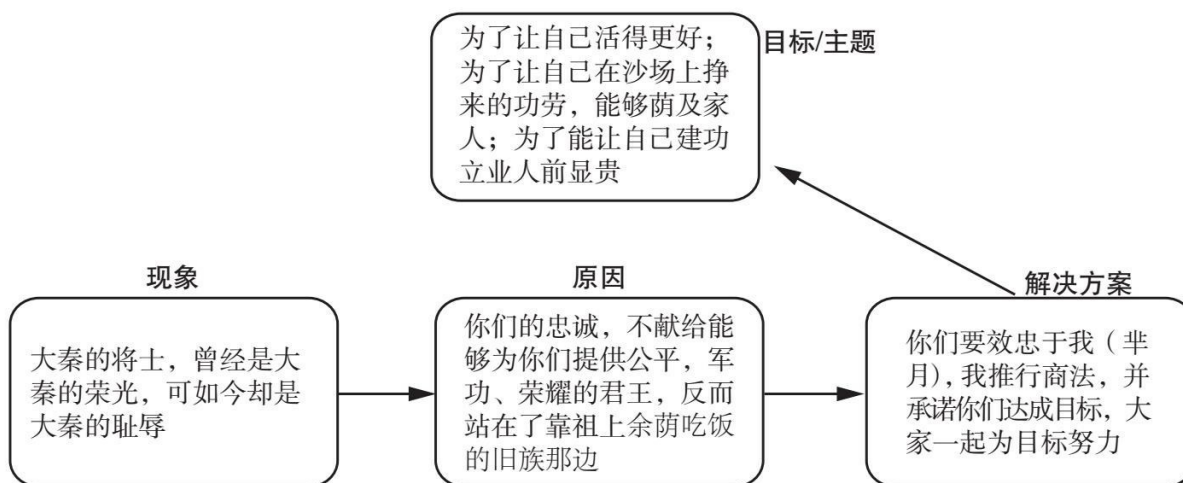 为了让自己活得更好；
为了让自己在沙场上挣
来的功劳，能够荫及家
人；为了能让自己建功
立业人前显贵
目标/主题
现象
大秦的将士，曾经是大
秦的荣光，可如今却是
大秦的耻辱
原因
你们的忠诚，不献给能
够为你们提供公平，军
功、荣耀的君王，反而
站在了靠祖上余荫吃饭
的旧族那边
解决方案
你们要效忠于我（芈
月），我推行商法，并
承诺你们达成目标，大
家一起为目标努力